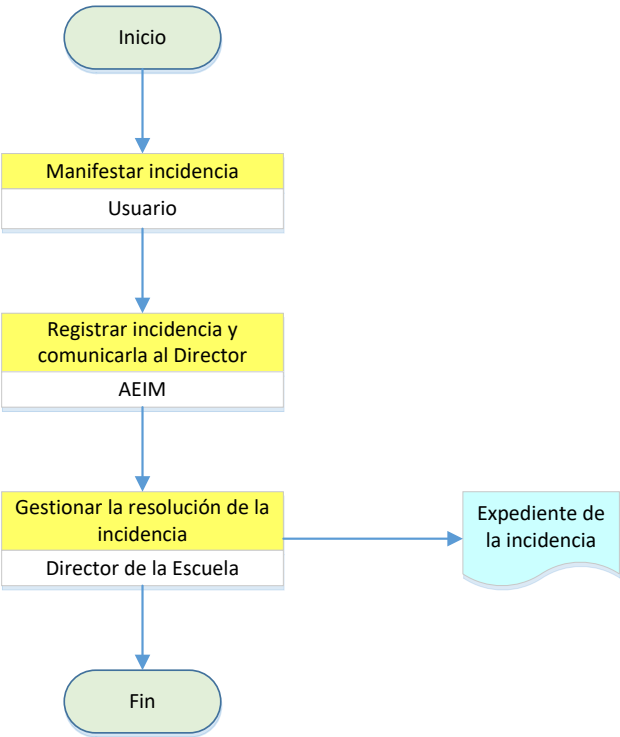 Inicio
Manifestar incidencia
Usuario
Registrar incidencia y
comunicarla al Director
AEIM
Gestionar la resolución de la
incidencia
Director de la Escuela
Expediente de
la incidencia
Fin